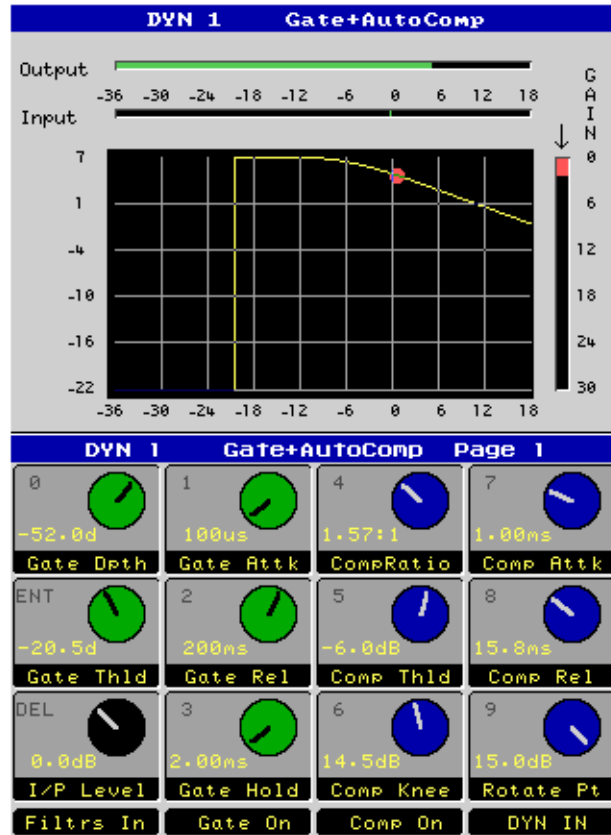 DYN 1 Gate+AutoComp
Output
-36 -30 -24 -18 -12 -6 0 6 12 18
Input
GAIN
7
1
-4
-10
-16
-22
0
6
12
18
24
30
-36 -30 -24 -18 -12 -6 0 6 12 18
DYN 1 Gate+AutoComp Page 1
0 1 4 7
-52.0d 100us 1.57:1 1.00ms
Gate Dpth Gate Attk CompRatio Comp Attk
ENT 2 5 8
-20.5d 200ms -6.0dB 15.8ms
Gate Thld Gate Rel Comp Thld Comp Rel
DEL 3 6 9
0.0dB 2.00ms 14.5dB 15.0dB
I/P Level Gate Hold Comp Knee Rotate Pt
Filtrs In Gate On Comp On DYN IN